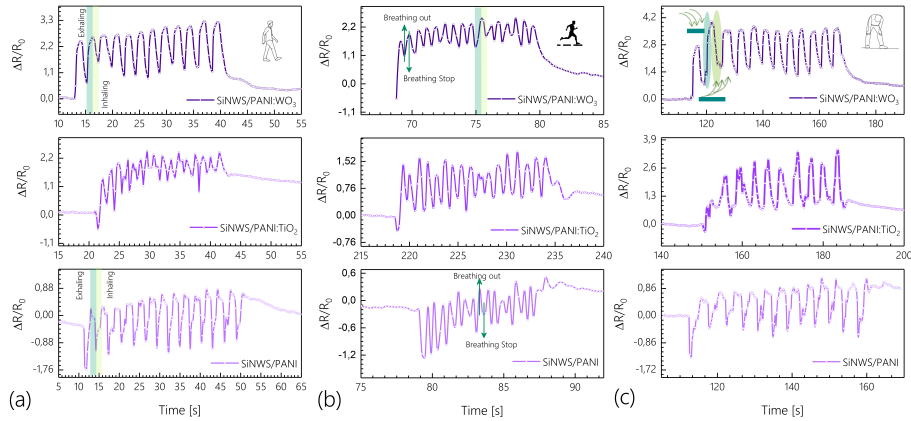 ΔR/R0
3,3
2,2
1,1
0,0
Exhaling
Inhaling
SiNWS/PANI:WO3
10 15 20 25 30 35 40 45 50 55
ΔR/R0
3,3
2,2
1,1
0,0
-1,1
Breathing out
Breathing Stop
SiNWS/PANI:WO3
65 70 75 80 85
ΔR/R0
4,2
2,8
1,4
0,0
SiNWS/PANI:WO3
120 140 160 180
ΔR/R0
2,2
1,1
0,0
-1,1
SiNWS/PANI:TiO2
10 15 20 25 30 35 40 45 50 55
ΔR/R0
1,52
0,76
0,00
-0,76
SiNWS/PANI:TiO2
215 220 225 230 235 240
ΔR/R0
3,9
2,6
1,3
0,0
SiNWS/PANI:TiO2
140 160 180 200
ΔR/R0
0,88
0,00
-0,88
-1,76
Exhaling
Inhaling
SiNWS/PANI
5 10 15 20 25 30 35 40 45 50 55 60 65
ΔR/R0
0,6
0,0
-0,6
-1,2
Breathing out
Breathing Stop
SiNWS/PANI
75 80 85 90
ΔR/R0
0,88
0,00
-0,88
-1,72
SiNWS/PANI
110 120 130 140 150 160
(a) Time [s]
(b) Time [s]
(c) Time [s]